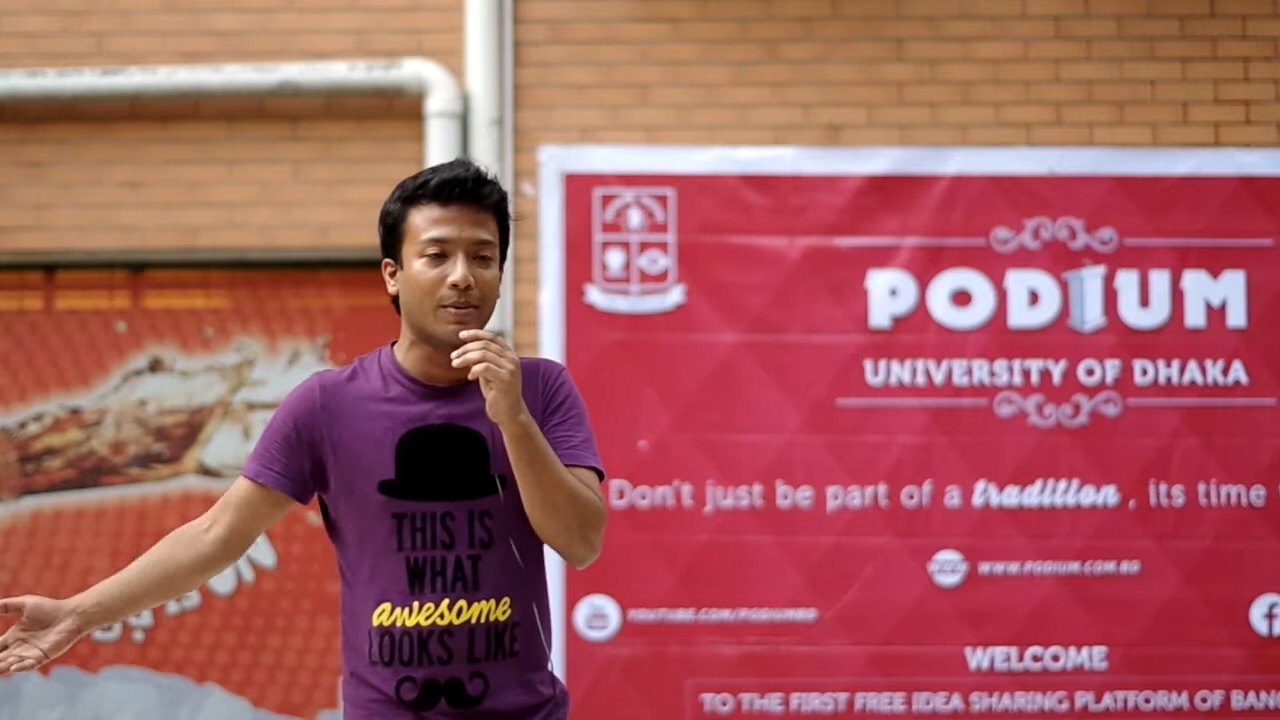 PODIUM
UNIVERSITY OF DHAKA
Don't just be part of a tradition, its time
WWW.PODIUM.COM.BD
YOUTUBE.COM/PODIUMBD
WELCOME
TO THE FIRST FREE IDEA SHARING PLATFORM OF BANG
THIS IS
WHAT
awesome
LOOKS LIKE